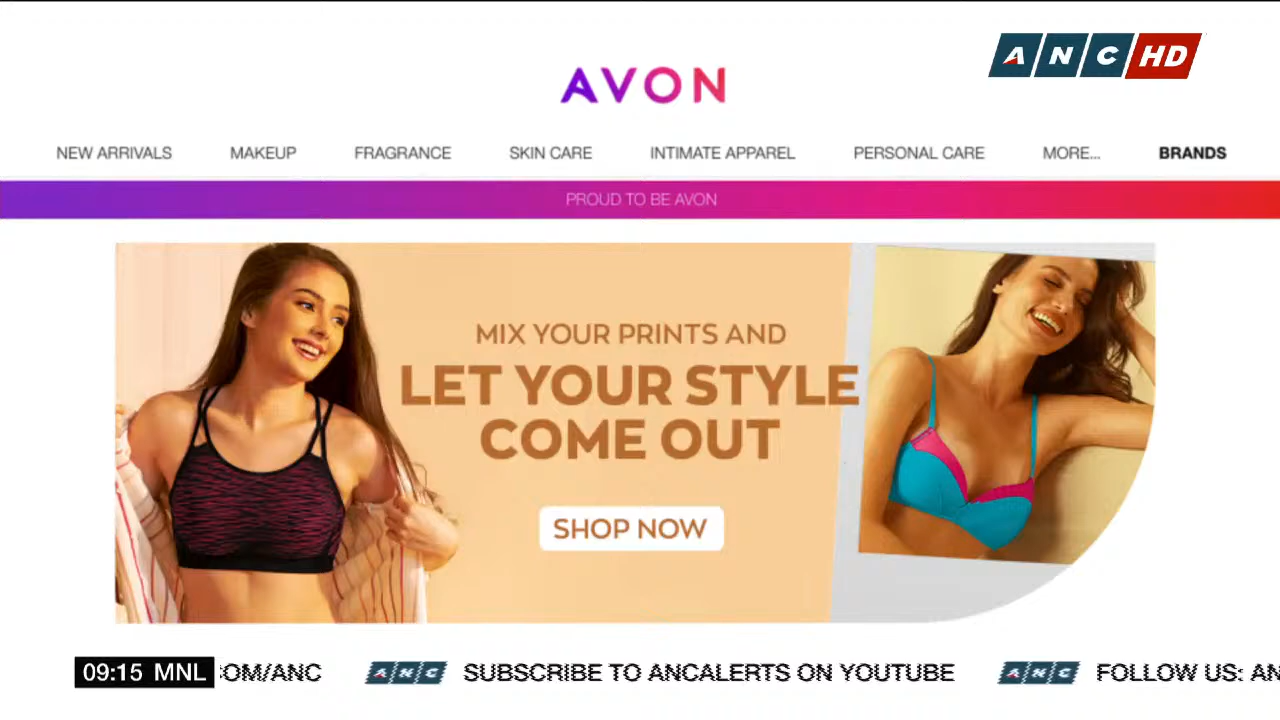 ANC HD
AVON
NEW ARRIVALS MAKEUP FRAGRANCE SKIN CARE INTIMATE APPAREL PERSONAL CARE MORE... BRANDS
PROUD TO BE AVON
MIX YOUR PRINTS AND
LET YOUR STYLE
COME OUT
SHOP NOW
09:15 MNL OM/ANC ANC SUBSCRIBE TO ANCALERTS ON YOUTUBE ANC FOLLOW US: AN